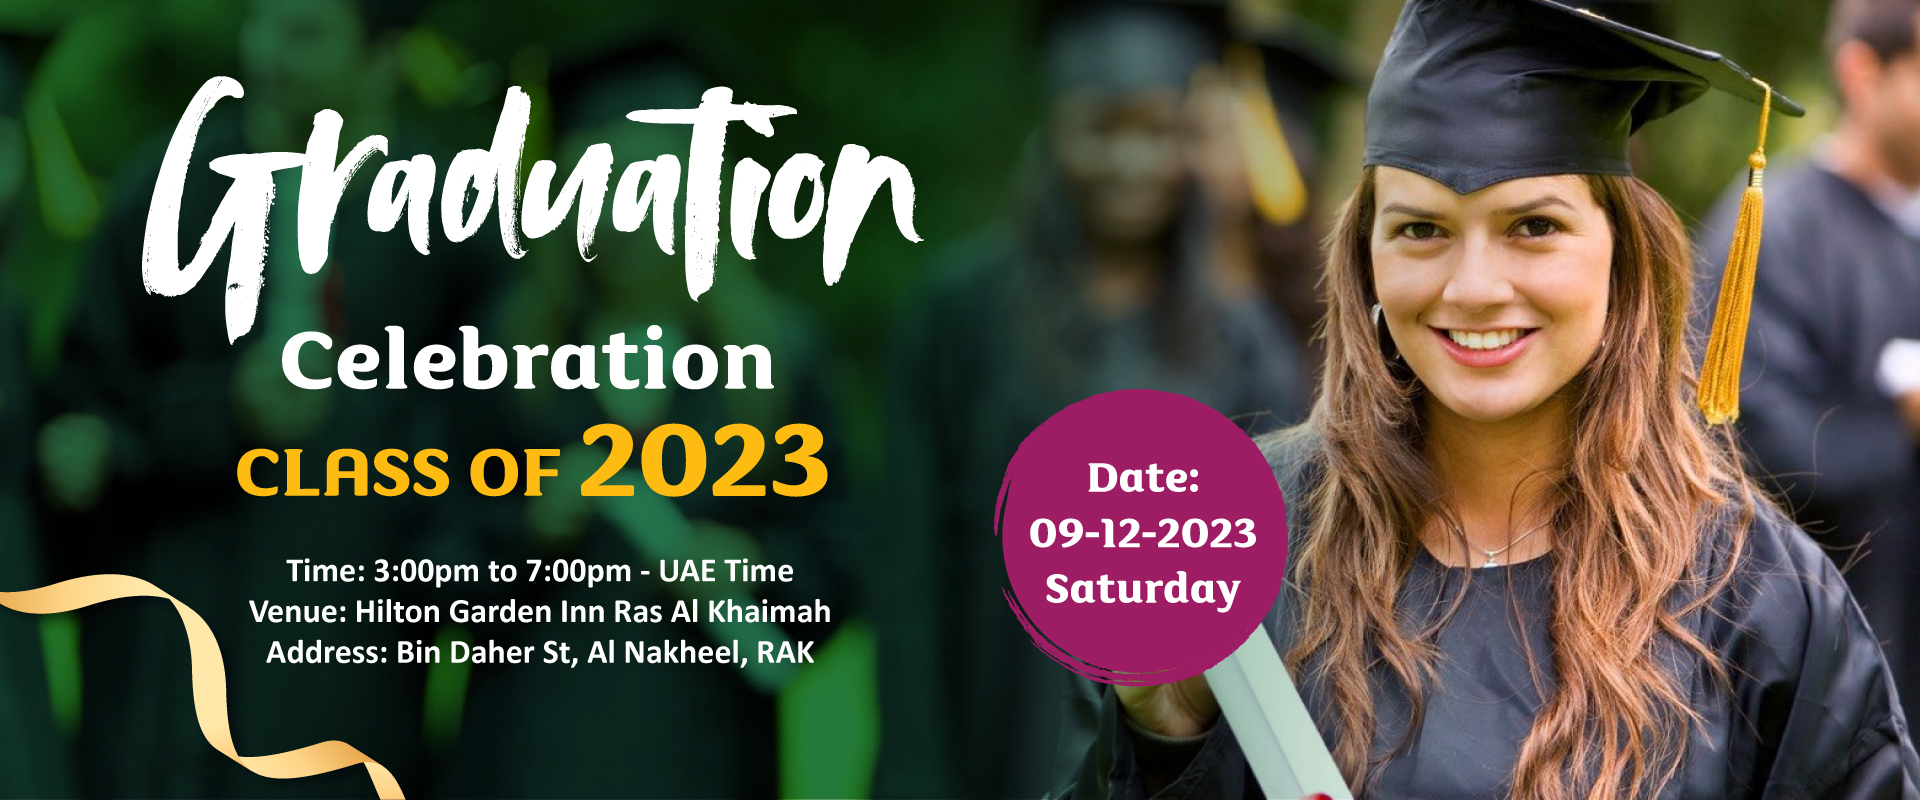 Graduation
Celebration
CLASS OF 2023
Time: 3:00pm to 7:00pm - UAE Time
Venue: Hilton Garden Inn Ras Al Khaimah
Address: Bin Daher St, Al Nakheel, RAK
Date:
09-12-2023
Saturday